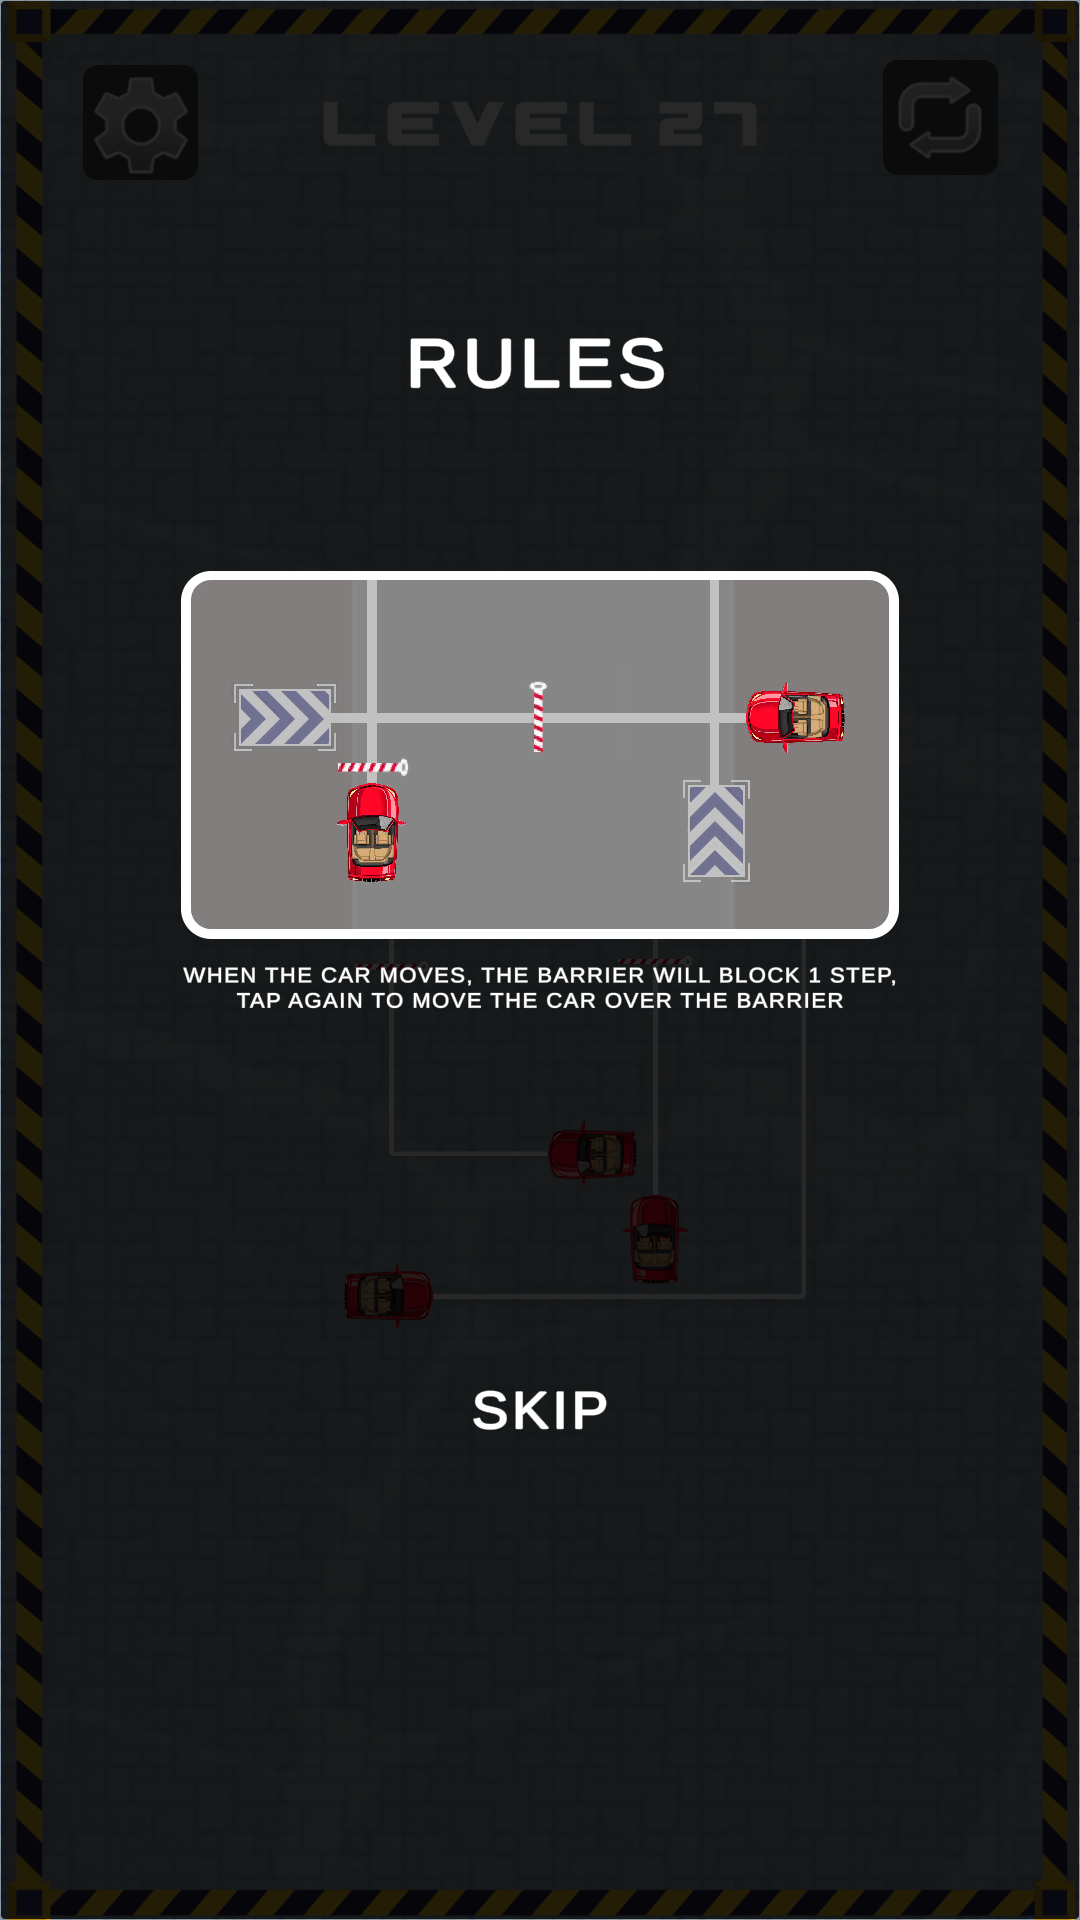 LEVEL 27
RULES
WHEN THE CAR MOVES, THE BARRIER WILL BLOCK 1 STEP,
TAP AGAIN TO MOVE THE CAR OVER THE BARRIER
SKIP